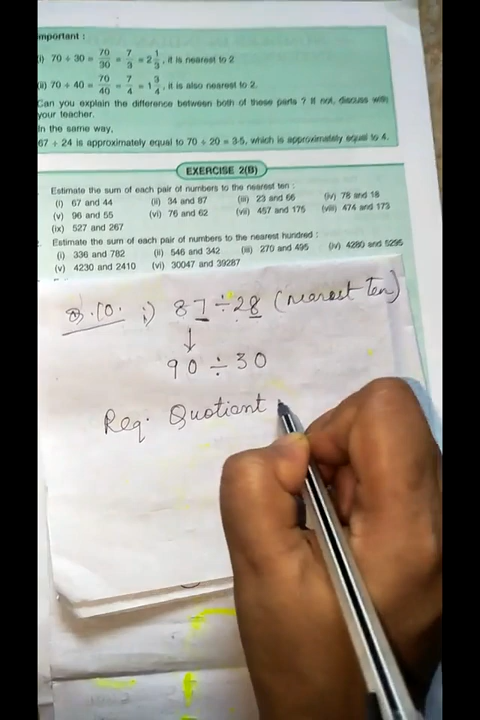 mportant :
i) 70 ÷ 30 = 70/30 = 7/3 = 2 1/3, it is nearest to 2
ii) 70 ÷ 40 = 70/40 = 7/4 = 1 3/4, it is also nearest to 2.
Can you explain the difference between both of these parts ? If not, discuss with
your teacher.
In the same way,
67 ÷ 24 is approximately equal to 70 ÷ 20 = 3·5, which is approximately equal to 4.
EXERCISE 2(B)
Estimate the sum of each pair of numbers to the nearest ten :
(i) 67 and 44 (ii) 34 and 87 (iii) 23 and 66 (iv) 78 and 18
(v) 96 and 55 (vi) 76 and 62 (vii) 457 and 175 (viii) 474 and 173
(ix) 527 and 267
Estimate the sum of each pair of numbers to the nearest hundred :
(i) 336 and 782 (ii) 546 and 342 (iii) 270 and 495 (iv) 4280 and 5295
(v) 4230 and 2410 (vi) 30047 and 39287
Q.10. i) 87 ÷ 28 (nearest Ten)
↓
90 ÷ 30
Req. Quotiant